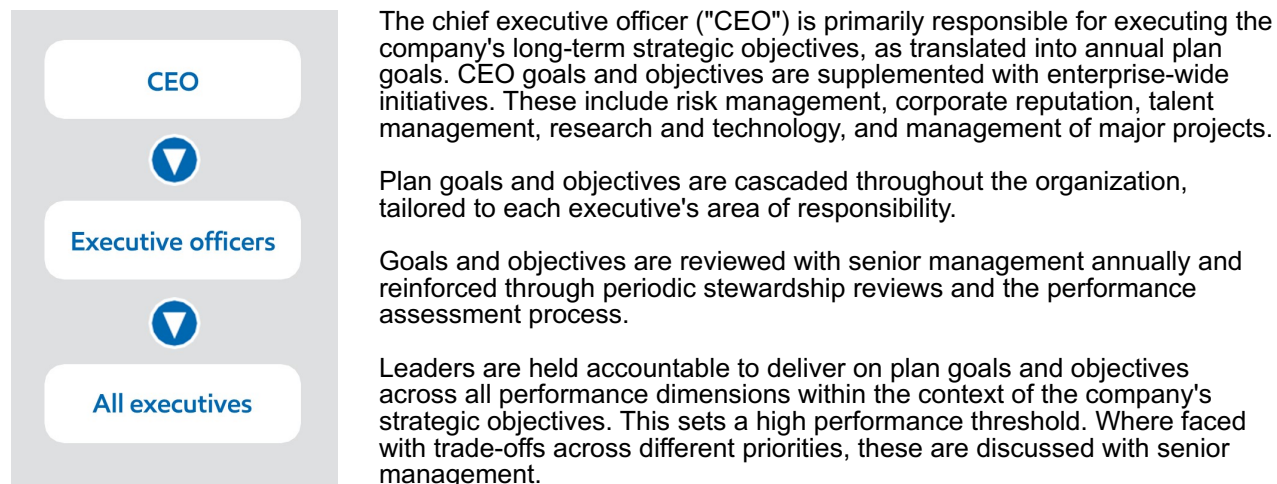 CEO
Executive officers
All executives
The chief executive officer ("CEO") is primarily responsible for executing the
company's long-term strategic objectives, as translated into annual plan
goals. CEO goals and objectives are supplemented with enterprise-wide
initiatives. These include risk management, corporate reputation, talent
management, research and technology, and management of major projects.
Plan goals and objectives are cascaded throughout the organization,
tailored to each executive's area of responsibility.
Goals and objectives are reviewed with senior management annually and
reinforced through periodic stewardship reviews and the performance
assessment process.
Leaders are held accountable to deliver on plan goals and objectives
across all performance dimensions within the context of the company's
strategic objectives. This sets a high performance threshold. Where faced
with trade-offs across different priorities, these are discussed with senior
management.